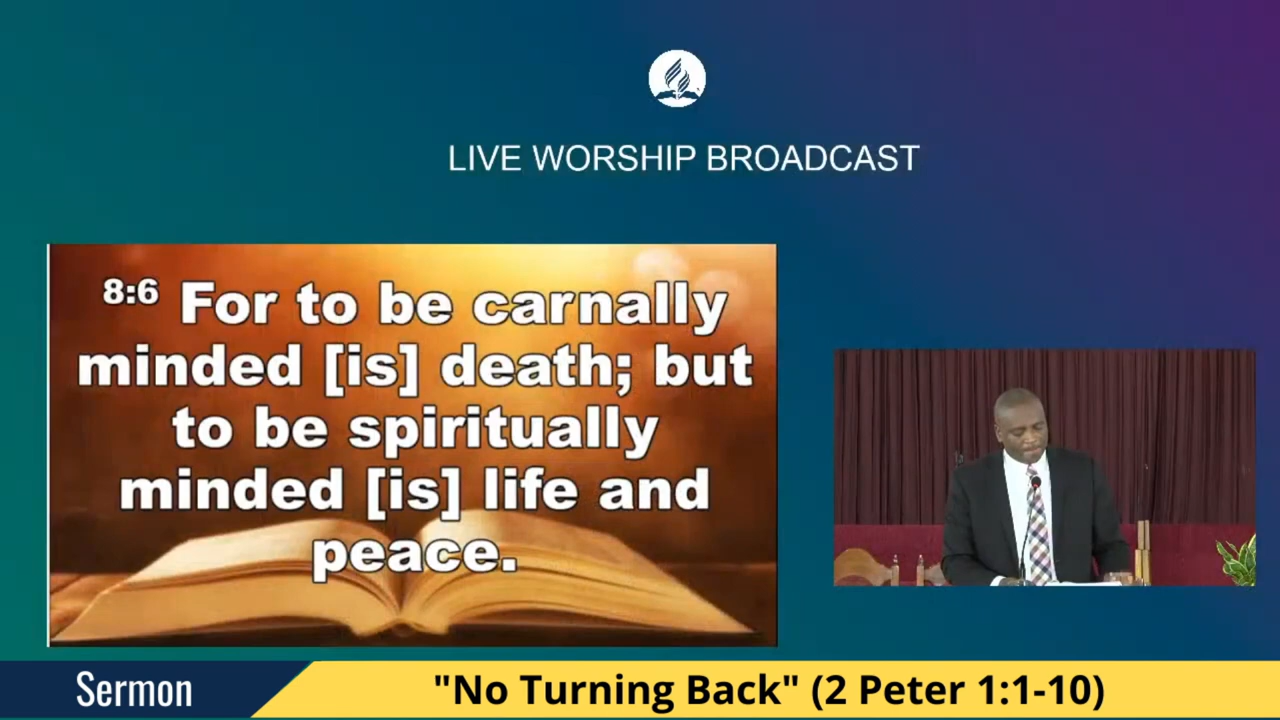 LIVE WORSHIP BROADCAST
8:6 For to be carnally
minded [is] death; but
to be spiritually
minded [is] life and
peace.
Sermon
"No Turning Back" (2 Peter 1:1-10)